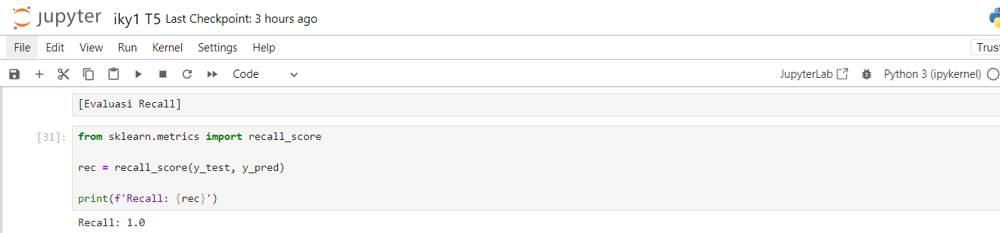 jupyter iky1 T5 Last Checkpoint: 3 hours ago
File Edit View Run Kernel Settings Help Trust
Code JupyterLab Python 3 (ipykernel)
[Evaluasi Recall]
[31]: from sklearn.metrics import recall_score
rec = recall_score(y_test, y_pred)
print(f'Recall: {rec}')
Recall: 1.0